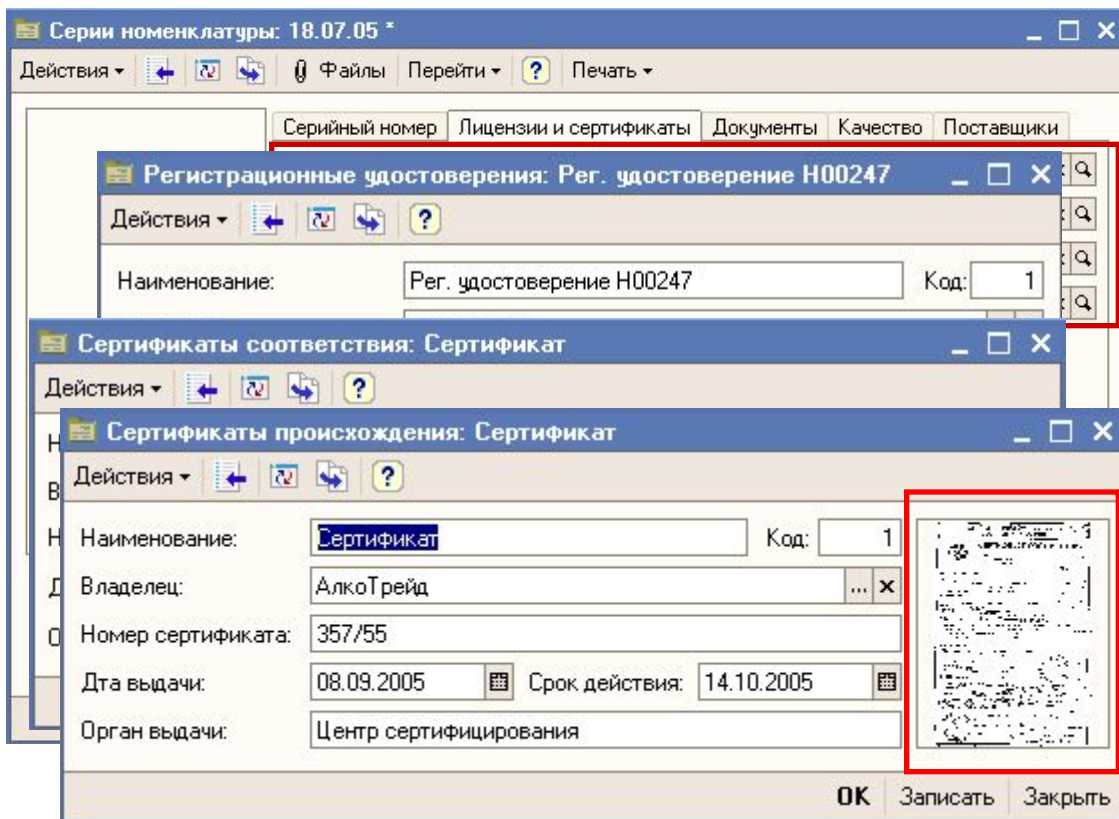 Серии номенклатуры: 18.07.05 *
Действия Файлы Перейти ? Печать
Серийный номер Лицензии и сертификаты Документы Качество Поставщики
Регистрационные удостоверения: Рег. удостоверение Н00247
Действия ?
Наименование: Рег. удостоверение Н00247 Код: 1
Сертификаты соответствия: Сертификат
Действия ?
Сертификаты происхождения: Сертификат
Действия ?
Наименование: Сертификат Код: 1
Владелец: АлкоТрейд ... x
Номер сертификата: 357/55
Дта выдачи: 08.09.2005 Срок действия: 14.10.2005
Орган выдачи: Центр сертифицирования
OK Записать Закрыть